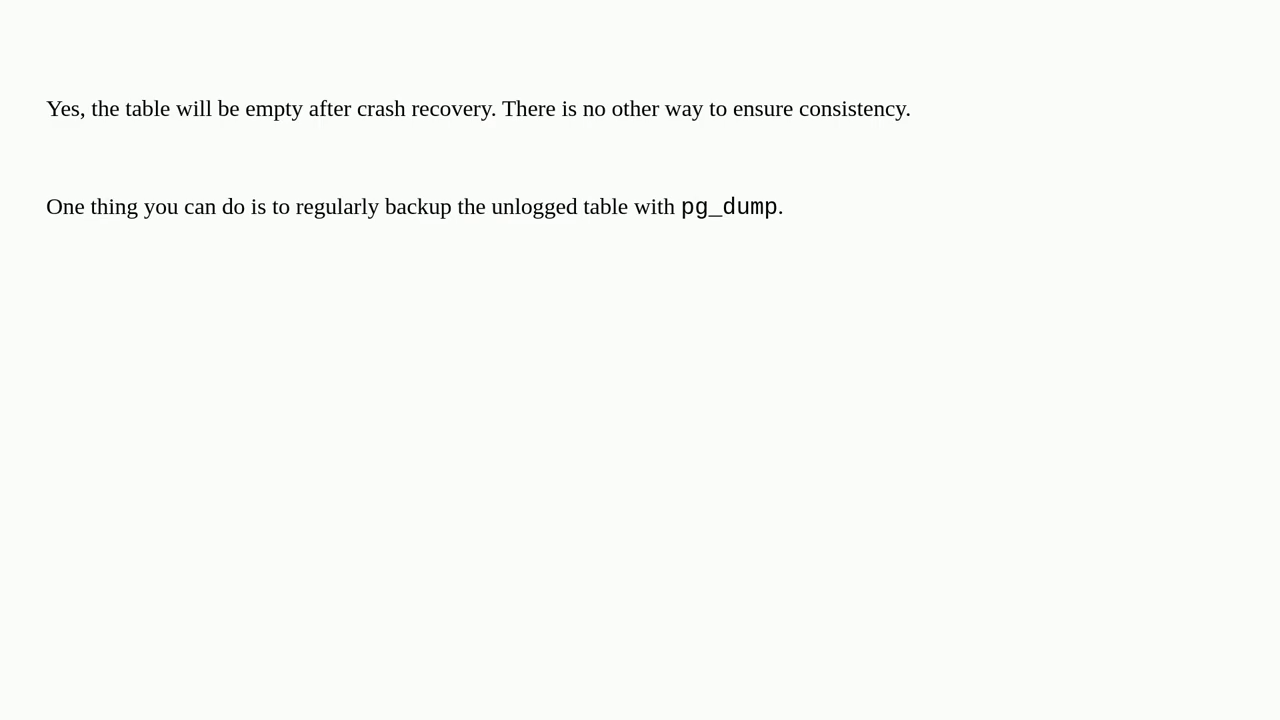 Yes, the table will be empty after crash recovery. There is no other way to ensure consistency.
One thing you can do is to regularly backup the unlogged table with pg_dump.